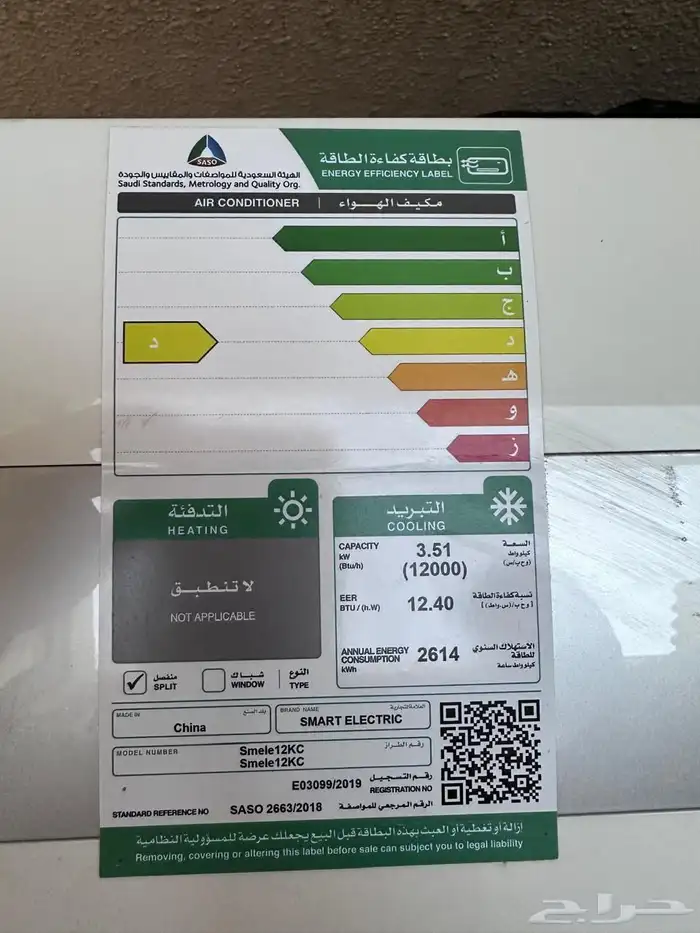 SASO
الهيئة السعودية للمواصفات والمقاييس والجودة
Saudi Standards, Metrology and Quality Org.
بطاقة كفاءة الطاقة
ENERGY EFFICIENCY LABEL
AIR CONDITIONER | مكيف الهواء
أ
ب
ج
د
د
هـ
و
ز
التدفئة
HEATING
لا تنطبق
NOT APPLICABLE
التبريد
COOLING
CAPACITY kW (Btu/h)
3.51
(12000)
السعة
كيلوواط
(و ح ب/س)
EER
BTU / (h.W)
12.40
نسبة كفاءة الطاقة
[و ح ب/(س.واط)]
ANNUAL ENERGY CONSUMPTION kWh
2614
الاستهلاك السنوي للطاقة
كيلوواط ساعة
منفصل
SPLIT
شباك
WINDOW
النوع
TYPE
MADE IN
بلد الصنع
China
BRAND NAME
العلامة التجارية
SMART ELECTRIC
MODEL NUMBER
رقم الطراز
Smele12KC
Smele12KC
E03099/2019
رقم التسجيل
REGISTRATION NO
STANDARD REFERENCE NO
SASO 2663/2018
الرقم المرجعي للمواصفة
إزالة أو تغطية أو العبث بهذه البطاقة قبل البيع يجعلك عرضة للمسؤولية النظامية
Removing, covering or altering this label before sale can subject you to legal liability
حراج